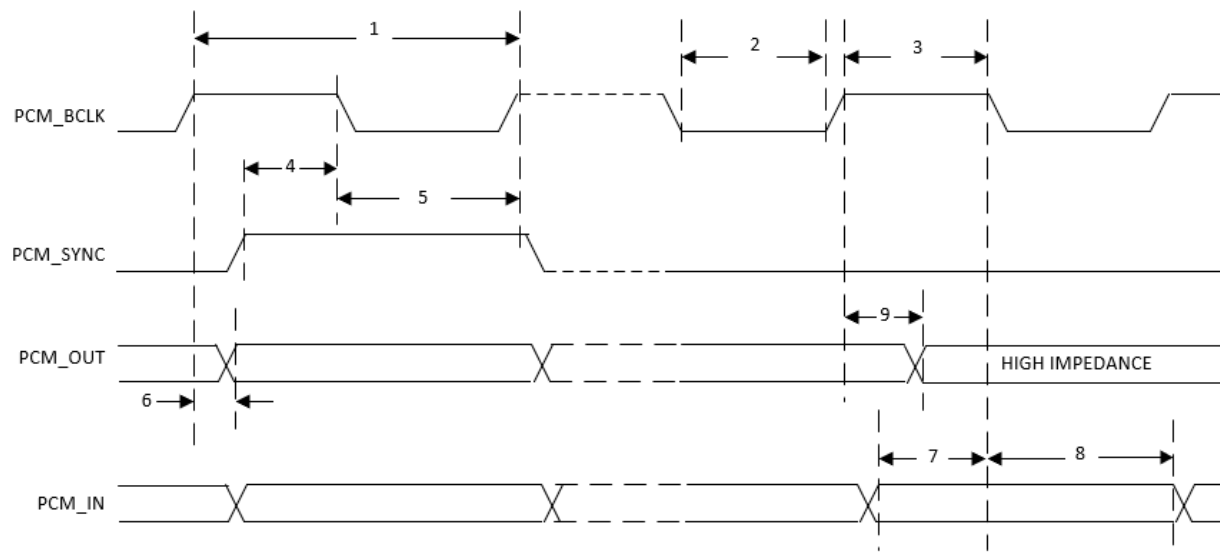 1
2
3
PCM_BCLK
4
5
PCM_SYNC
9
PCM_OUT
HIGH IMPEDANCE
6
7
8
PCM_IN